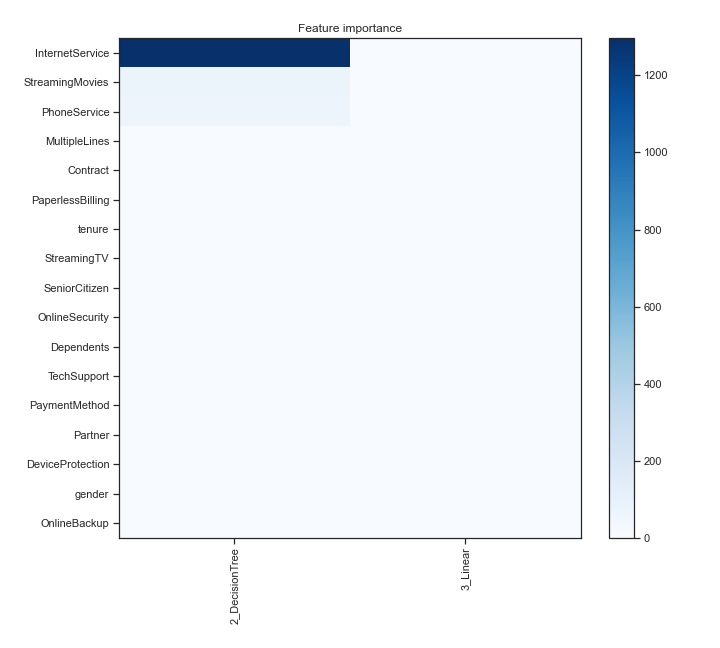 Feature importance
InternetService
StreamingMovies
PhoneService
MultipleLines
Contract
PaperlessBilling
tenure
StreamingTV
SeniorCitizen
OnlineSecurity
Dependents
TechSupport
PaymentMethod
Partner
DeviceProtection
gender
OnlineBackup
2_DecisionTree
3_Linear
1200
1000
800
600
400
200
0